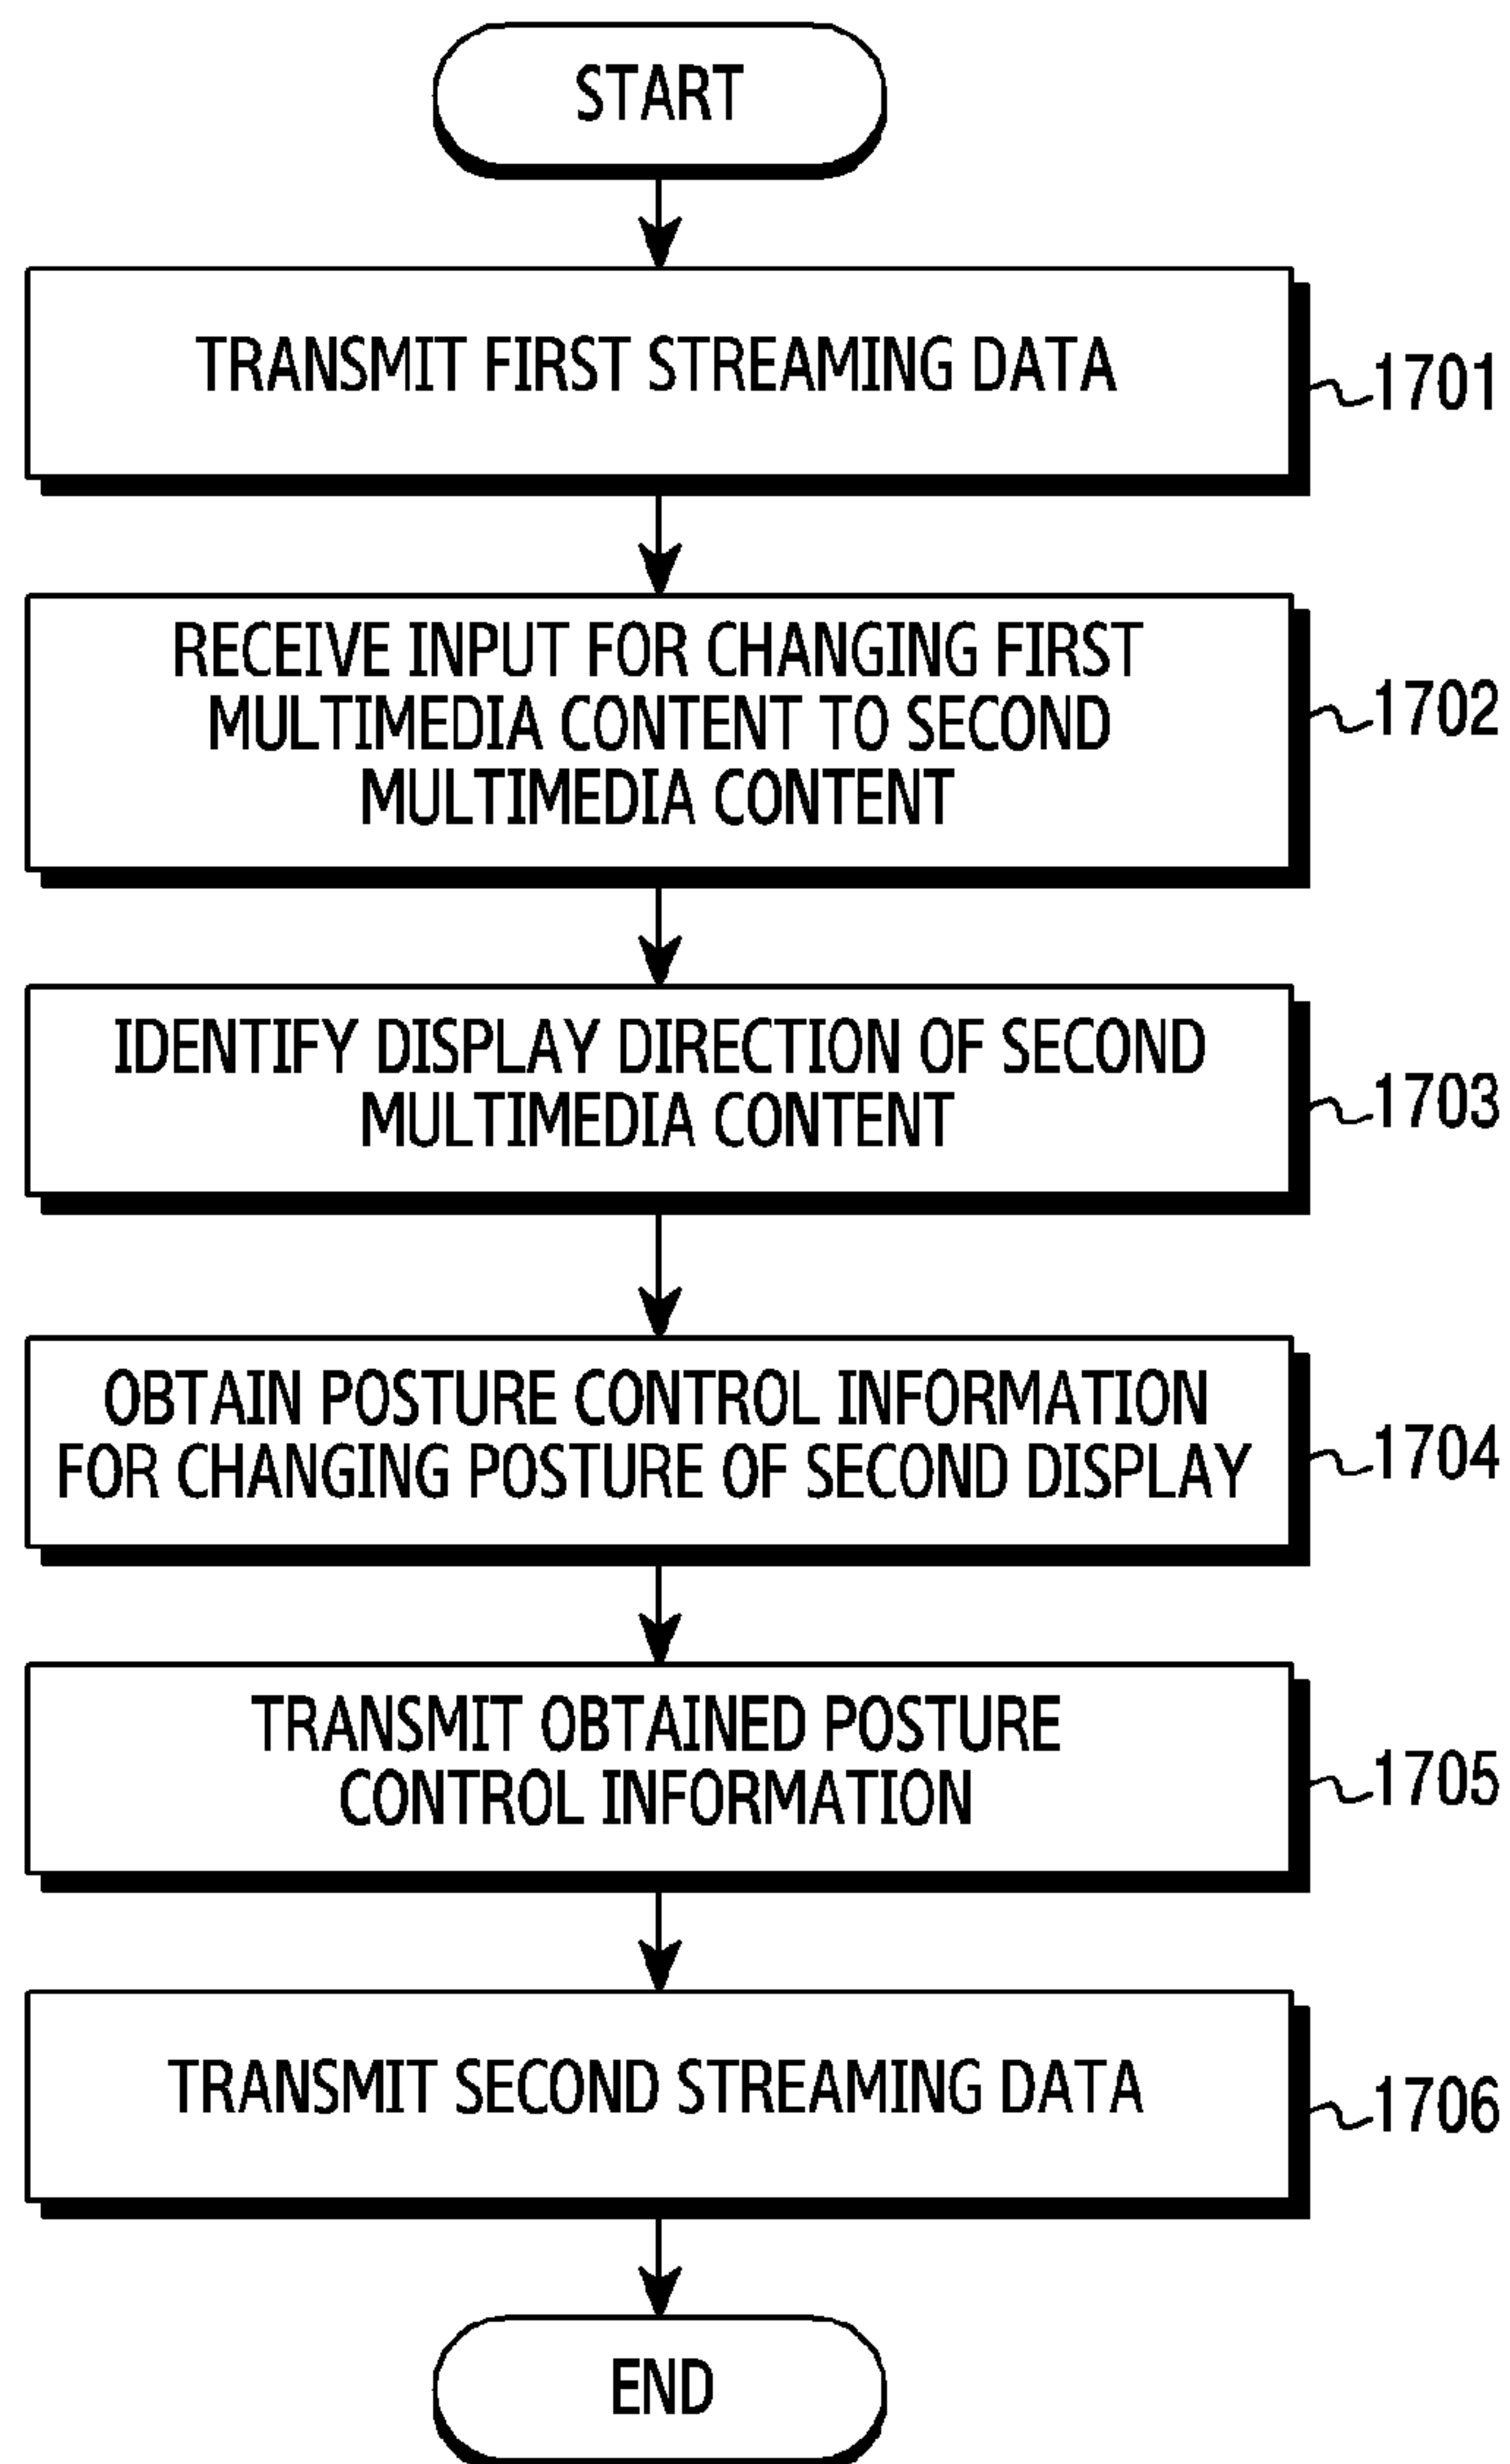 START
TRANSMIT FIRST STREAMING DATA
1701
RECEIVE INPUT FOR CHANGING FIRST
MULTIMEDIA CONTENT TO SECOND
MULTIMEDIA CONTENT
1702
IDENTIFY DISPLAY DIRECTION OF SECOND
MULTIMEDIA CONTENT
1703
OBTAIN POSTURE CONTROL INFORMATION
FOR CHANGING POSTURE OF SECOND DISPLAY
1704
TRANSMIT OBTAINED POSTURE
CONTROL INFORMATION
1705
TRANSMIT SECOND STREAMING DATA
1706
END